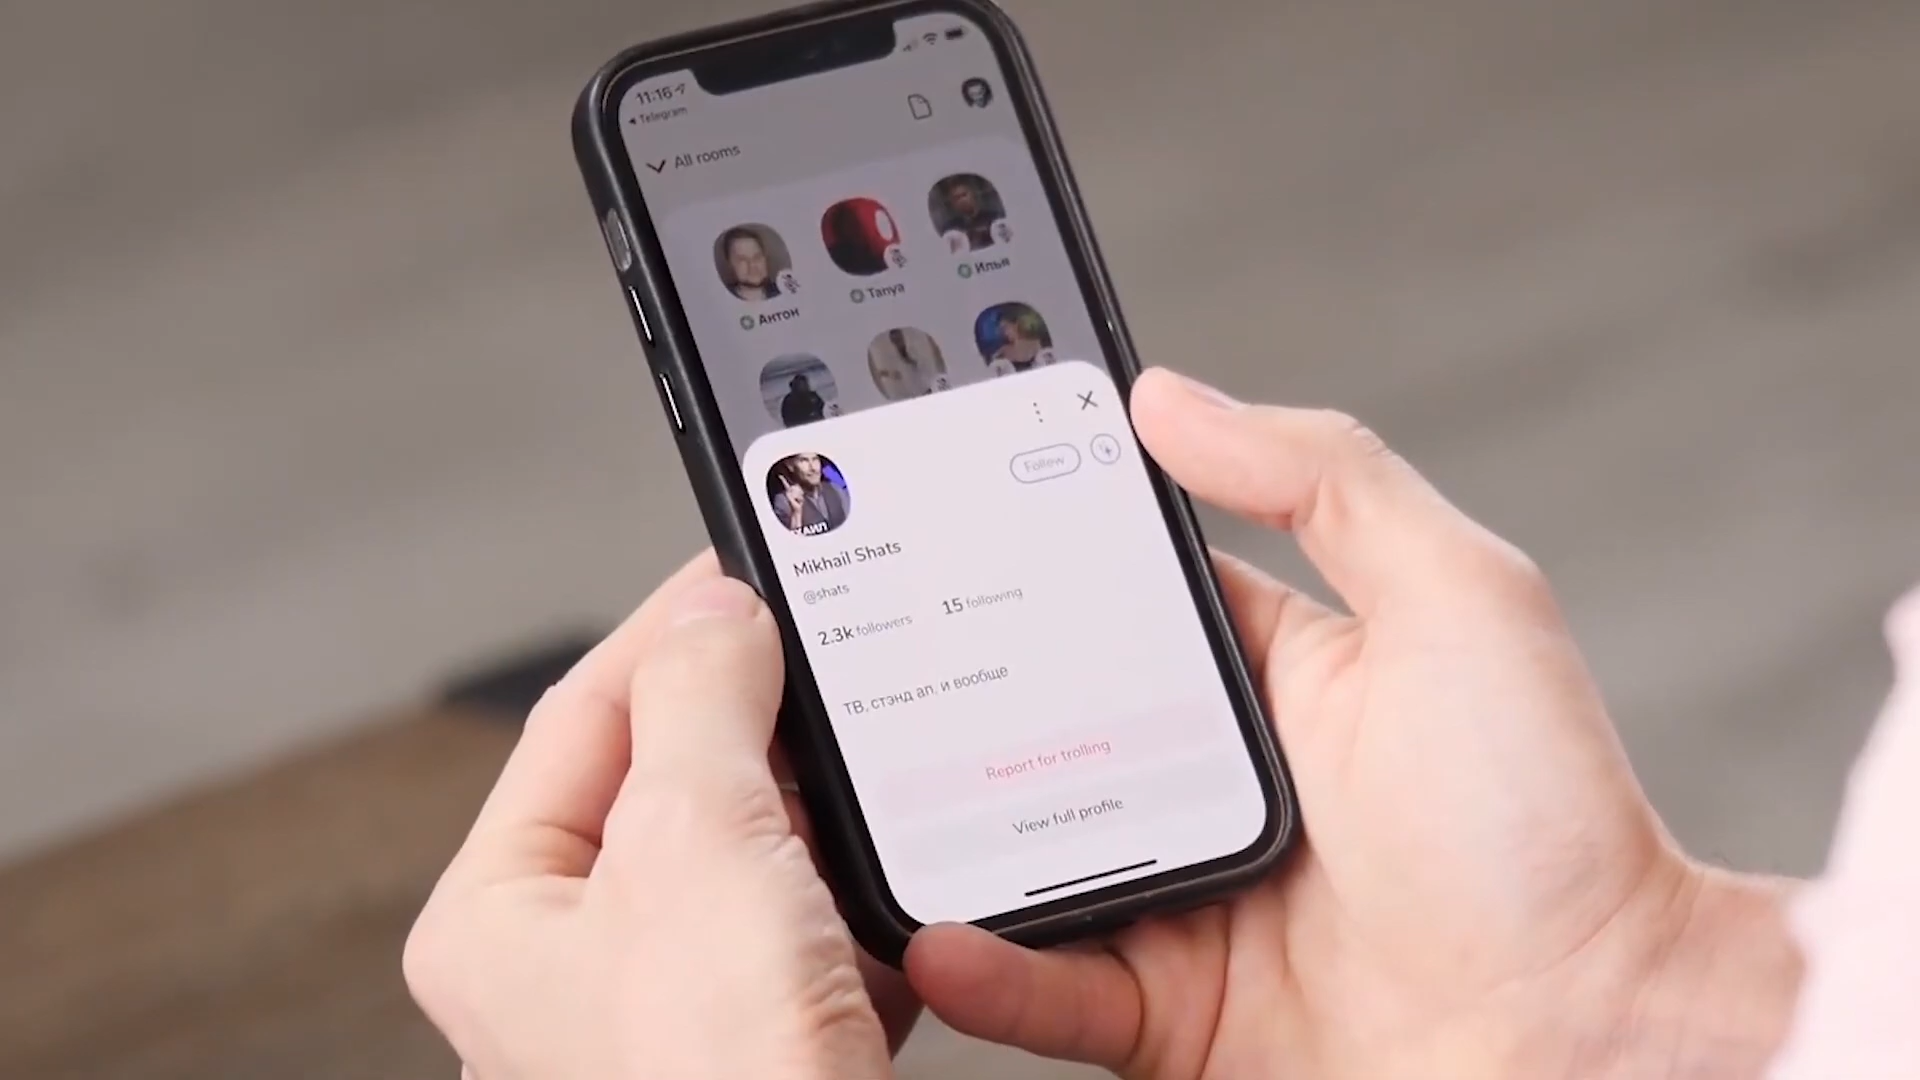 11:16
Telegram
All rooms
Антон
Tanya
Илья
Follow
ХАИЛ
Mikhail Shats
@shats
2.3k followers 15 following
ТВ, стэнд ап, и вообще
Report for trolling
View full profile